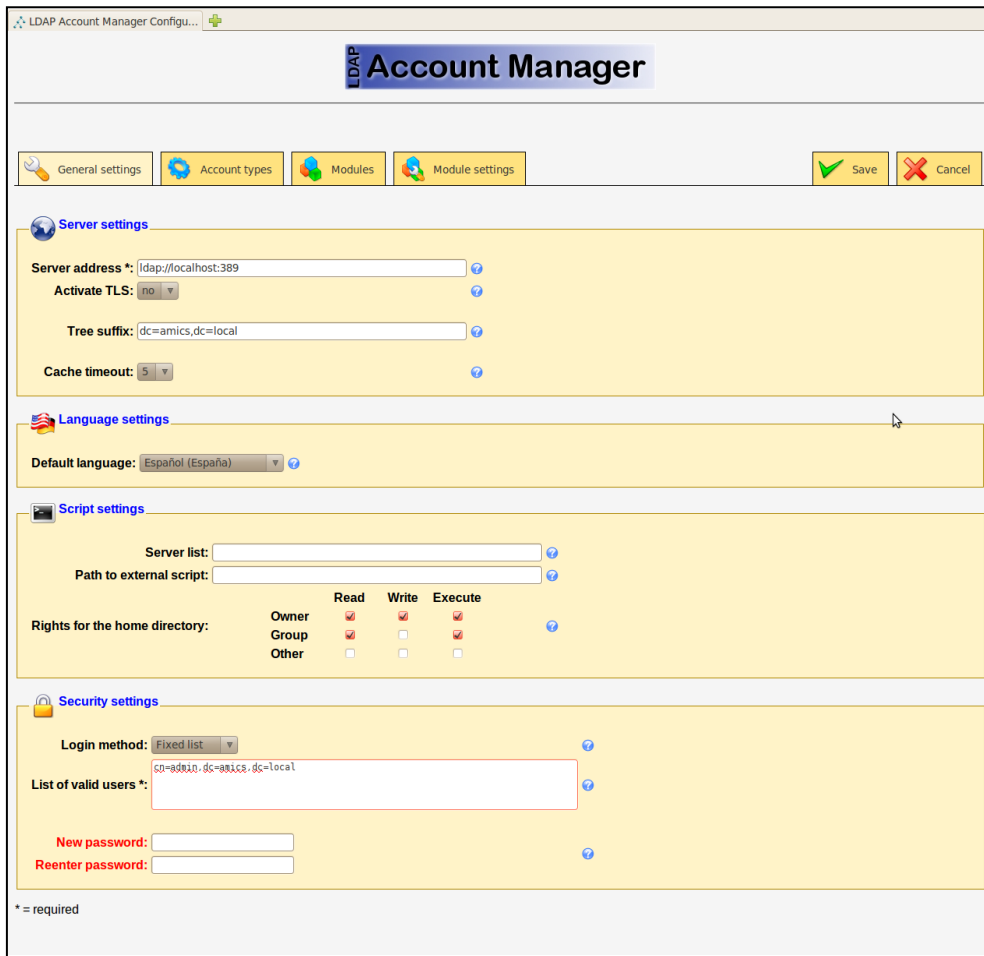 LDAP Account Manager Configu...
LDAP Account Manager
General settings Account types Modules Module settings Save Cancel
Server settings
Server address *: ldap://localhost:389
Activate TLS: no
Tree suffix: dc=amics,dc=local
Cache timeout: 5
Language settings
Default language: Español (España)
Script settings
Server list:
Path to external script:
Read Write Execute
Owner
Rights for the home directory:
Group
Other
Security settings
Login method: Fixed list
cn=admin,dc=amics,dc=local
List of valid users *:
New password:
Reenter password:
* = required